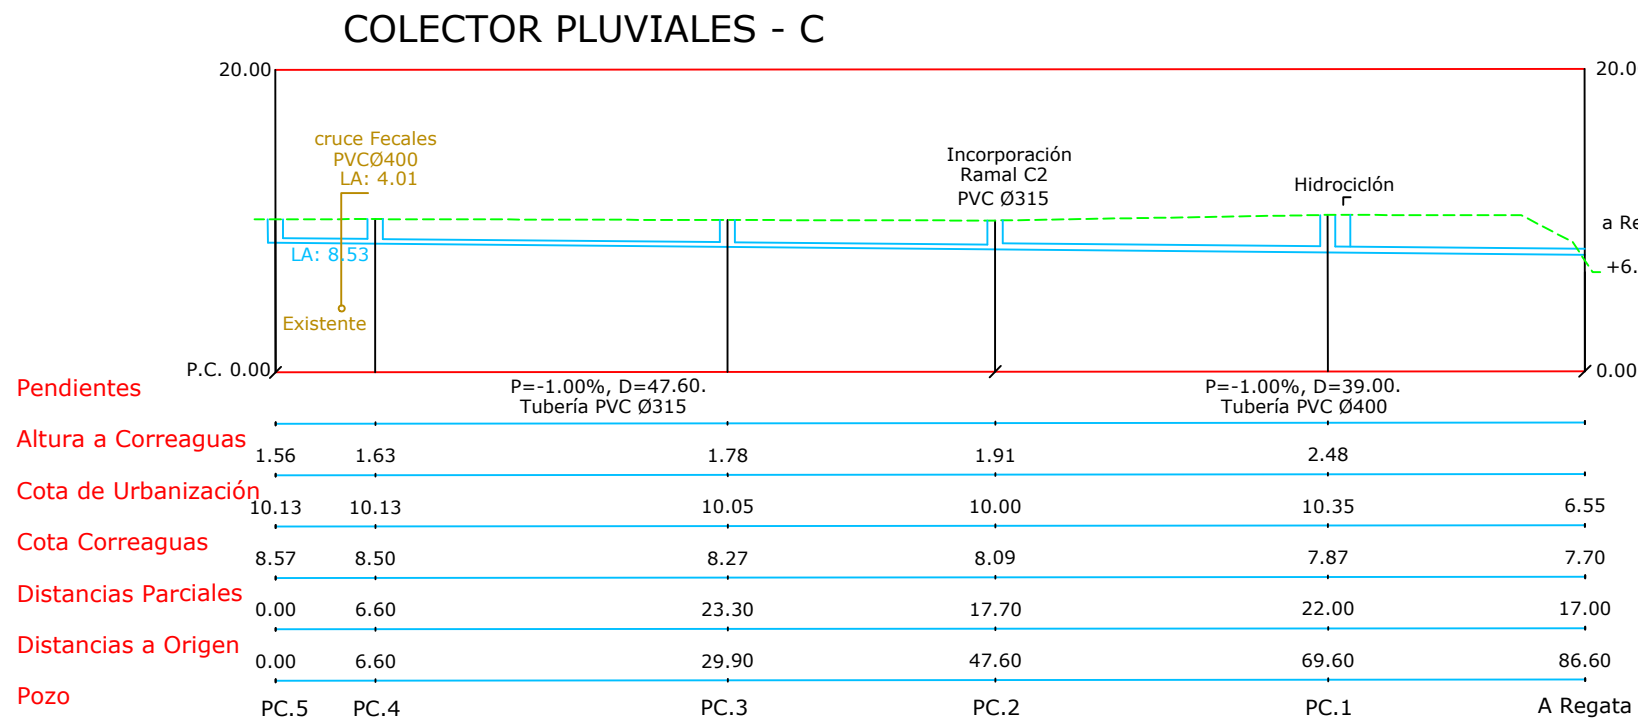 COLECTOR PLUVIALES - C
20.00
20.0
cruce Fecales
PVCØ400
LA: 4.01
Incorporación
Ramal C2
PVC Ø315
Hidrociclón
a Re
LA: 8.53
+6.
Existente
P.C. 0.00
0.00
Pendientes
P=-1.00%, D=47.60.
Tubería PVC Ø315
P=-1.00%, D=39.00.
Tubería PVC Ø400
Altura a Correaguas
1.56 1.63 1.78 1.91 2.48
Cota de Urbanización
10.13 10.13 10.05 10.00 10.35 6.55
Cota Correaguas
8.57 8.50 8.27 8.09 7.87 7.70
Distancias Parciales
0.00 6.60 23.30 17.70 22.00 17.00
Distancias a Origen
0.00 6.60 29.90 47.60 69.60 86.60
Pozo
PC.5 PC.4 PC.3 PC.2 PC.1 A Regata